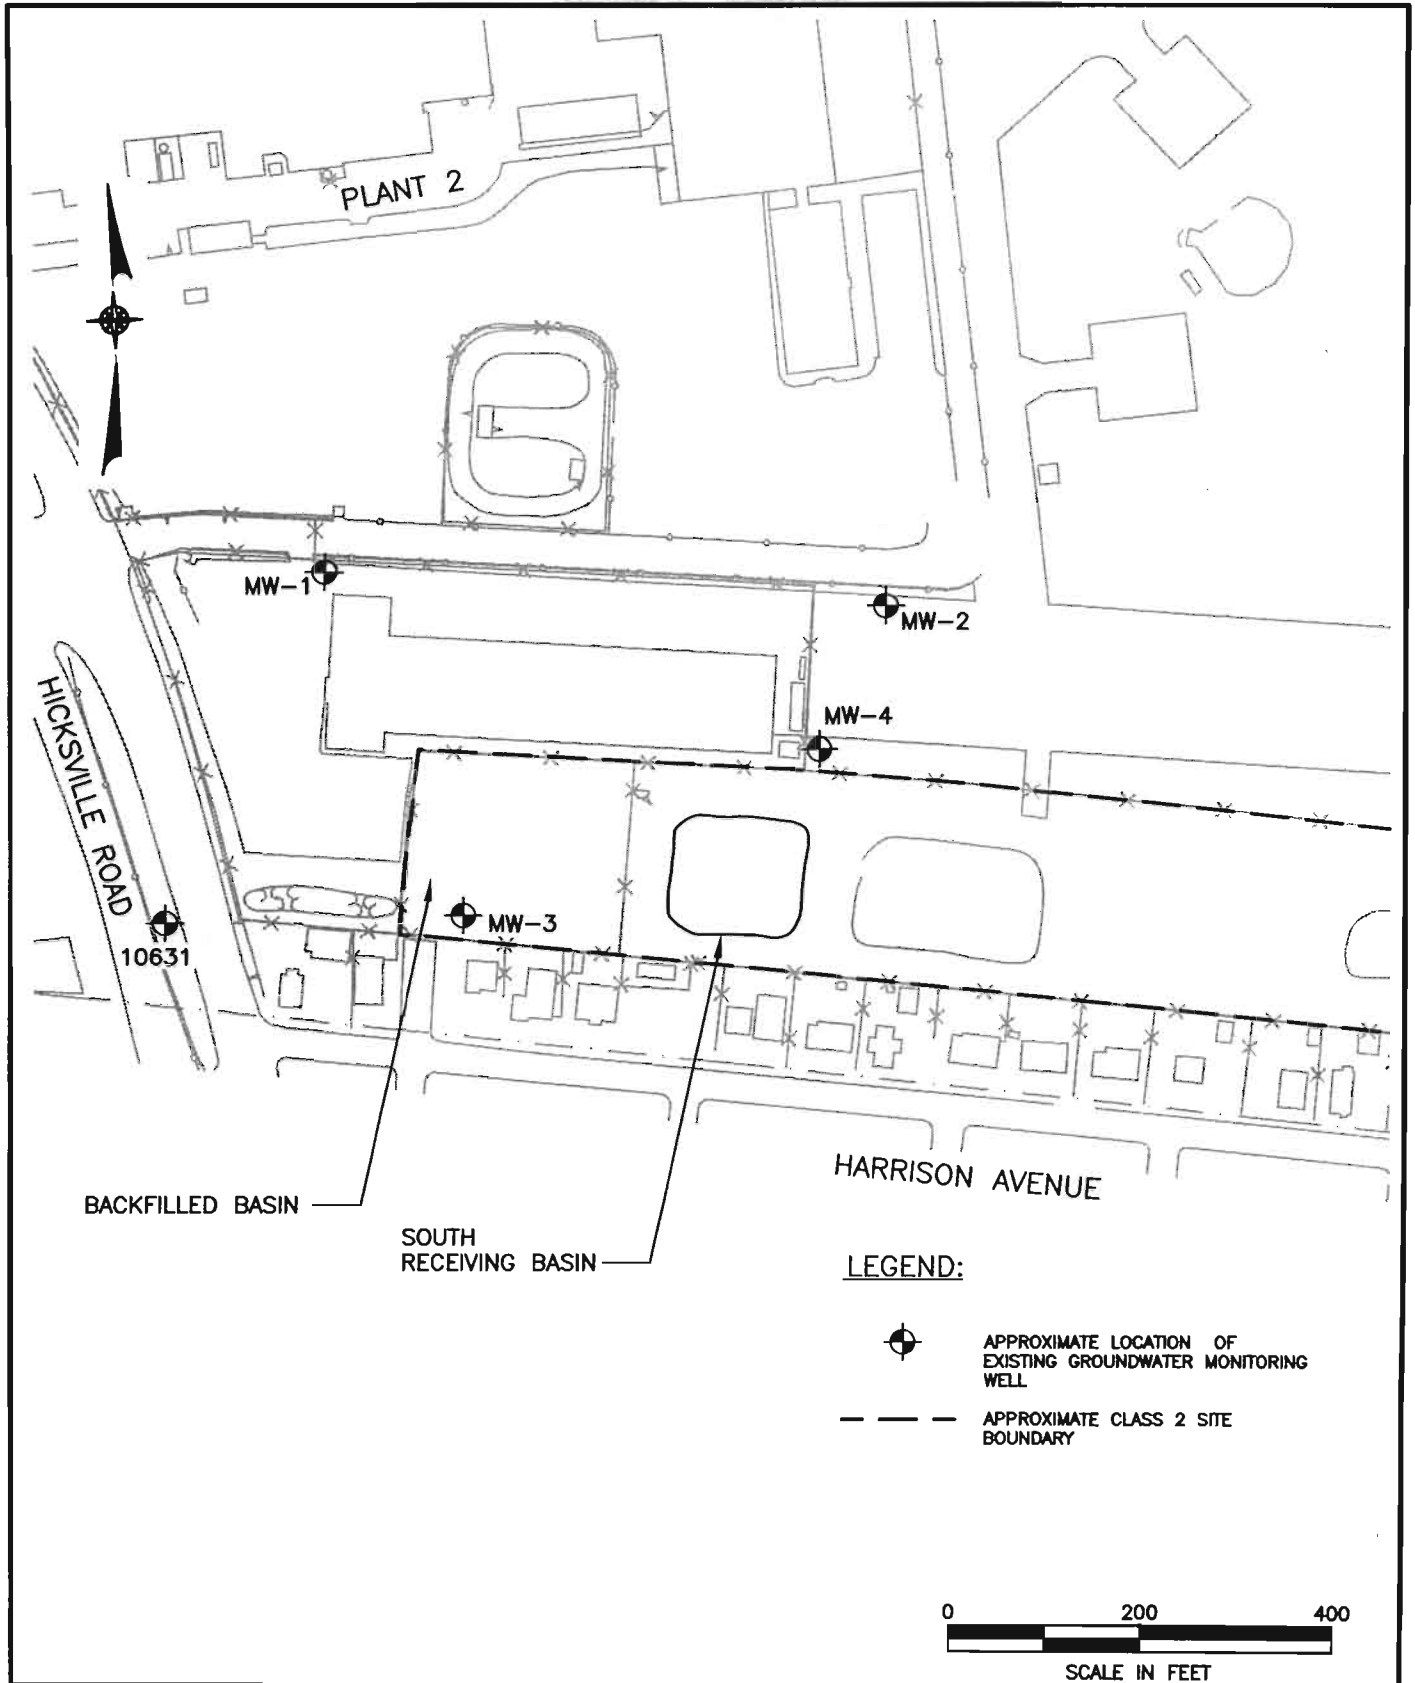 PLANT 2
MW-1
MW-2
HICKSVILLE ROAD
MW-4
MW-3
10631
HARRISON AVENUE
BACKFILLED BASIN
SOUTH
RECEIVING BASIN
LEGEND:
APPROXIMATE LOCATION OF
EXISTING GROUNDWATER MONITORING
WELL
APPROXIMATE CLASS 2 SITE
BOUNDARY
0 200 400
SCALE IN FEET